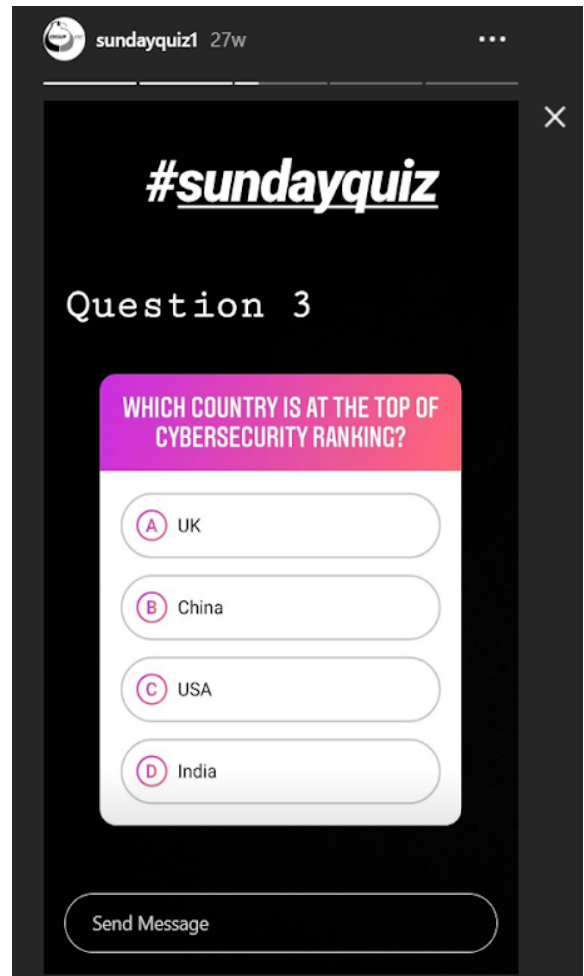 sundayquiz1 27w
#sundayquiz
Question 3
WHICH COUNTRY IS AT THE TOP OF
CYBERSECURITY RANKING?
A UK
B China
C USA
D India
Send Message